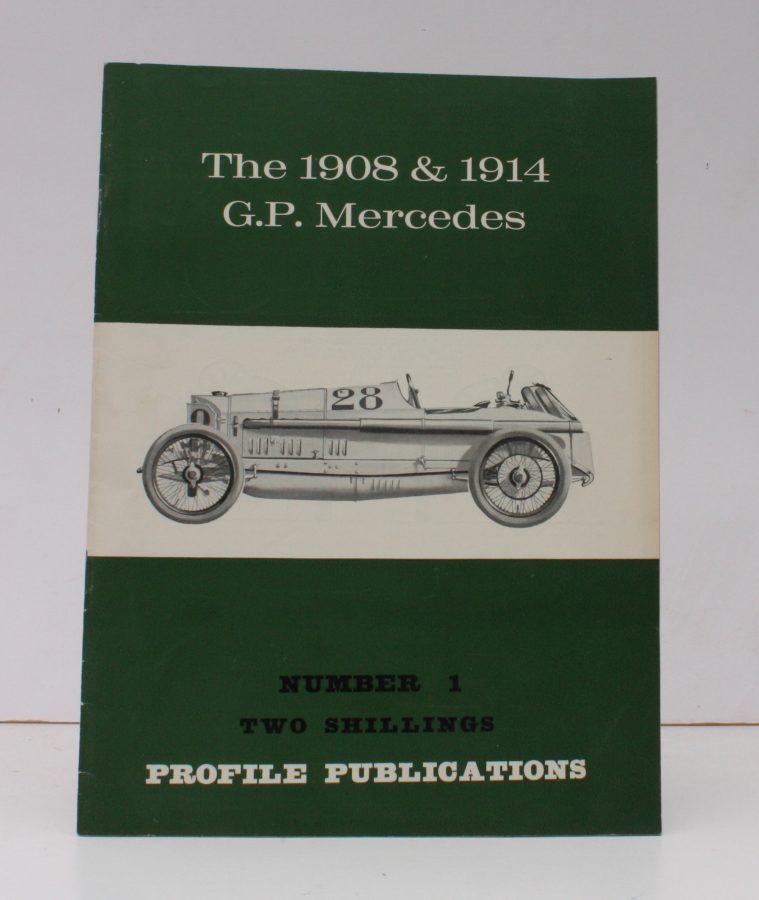 The 1908 & 1914
G.P. Mercedes
28
NUMBER 1
TWO SHILLINGS
PROFILE PUBLICATIONS